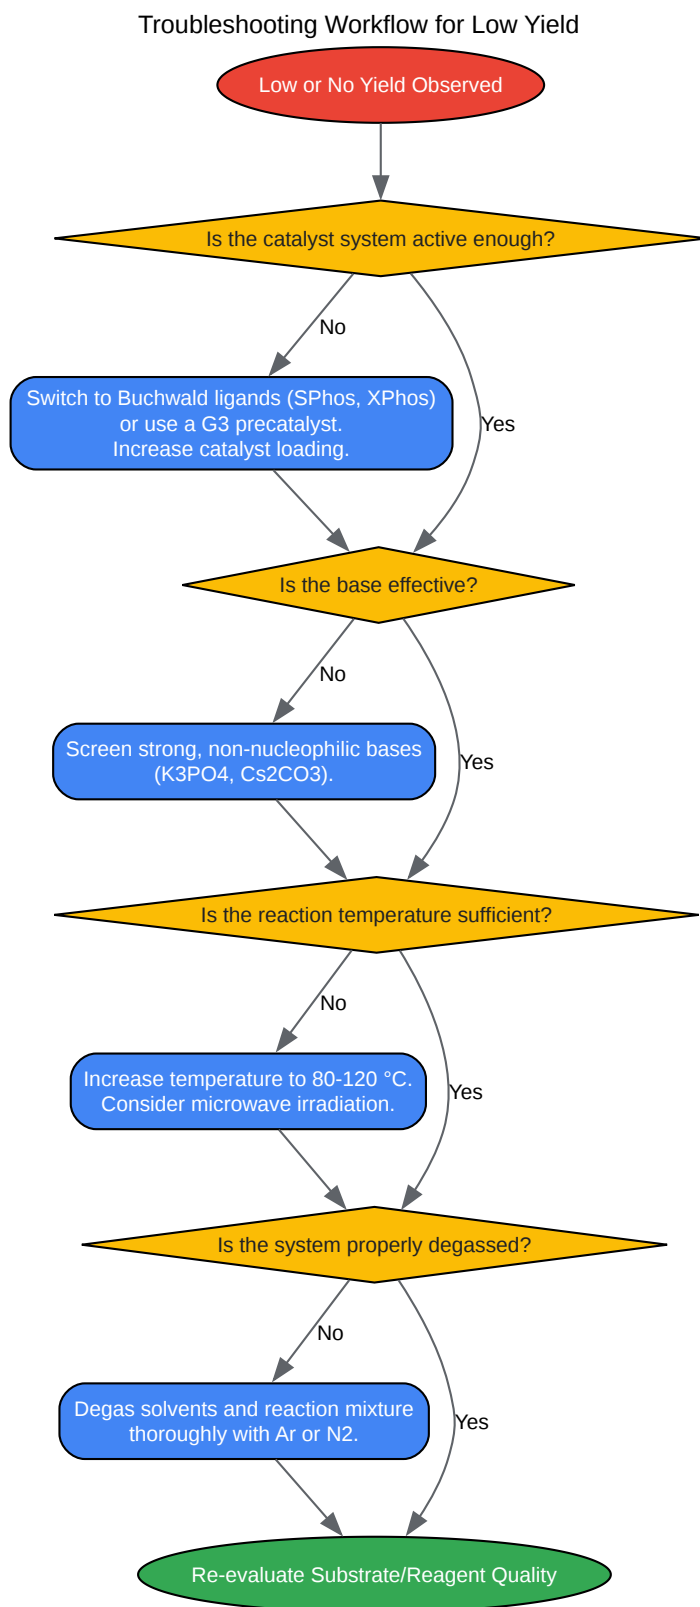 Troubleshooting Workflow for Low Yield
Low or No Yield Observed
Is the catalyst system active enough?
No
Switch to Buchwald ligands (SPhos, XPhos)
or use a G3 precatalyst.
Increase catalyst loading.
Yes
Is the base effective?
No
Screen strong, non-nucleophilic bases
(K3PO4, Cs2CO3).
Yes
Is the reaction temperature sufficient?
No
Increase temperature to 80-120 °C.
Consider microwave irradiation.
Yes
Is the system properly degassed?
No
Degas solvents and reaction mixture
thoroughly with Ar or N2.
Yes
Re-evaluate Substrate/Reagent Quality